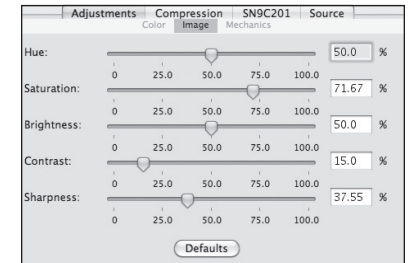 Adjustments Compression SN9C201 Source
Color Image Mechanics
Hue: 50.0 %
0 25.0 50.0 75.0 100.0
Saturation: 71.67 %
0 25.0 50.0 75.0 100.0
Brightness: 50.0 %
0 25.0 50.0 75.0 100.0
Contrast: 15.0 %
0 25.0 50.0 75.0 100.0
Sharpness: 37.55 %
0 25.0 50.0 75.0 100.0
Defaults